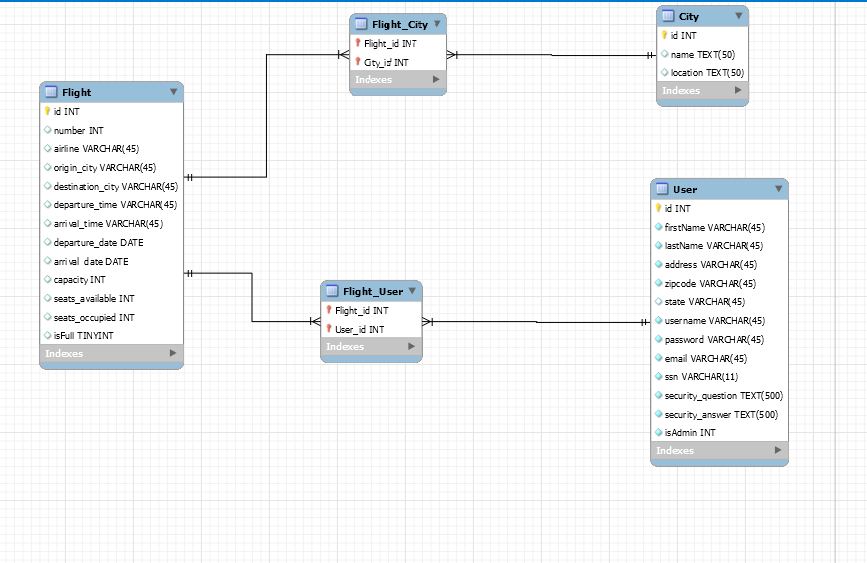 Flight_City
Flight_id INT
City_id INT
Indexes
City
id INT
name TEXT(50)
location TEXT(50)
Indexes
Flight
id INT
number INT
airline VARCHAR(45)
origin_city VARCHAR(45)
destination_city VARCHAR(45)
departure_time VARCHAR(45)
arrival_time VARCHAR(45)
departure_date DATE
arrival_date DATE
capacity INT
seats_available INT
seats_occupied INT
isFull TINYINT
Indexes
Flight_User
Flight_id INT
User_id INT
Indexes
User
id INT
firstName VARCHAR(45)
lastName VARCHAR(45)
address VARCHAR(45)
zipcode VARCHAR(45)
state VARCHAR(45)
username VARCHAR(45)
password VARCHAR(45)
email VARCHAR(45)
ssn VARCHAR(11)
security_question TEXT(500)
security_answer TEXT(500)
isAdmin INT
Indexes